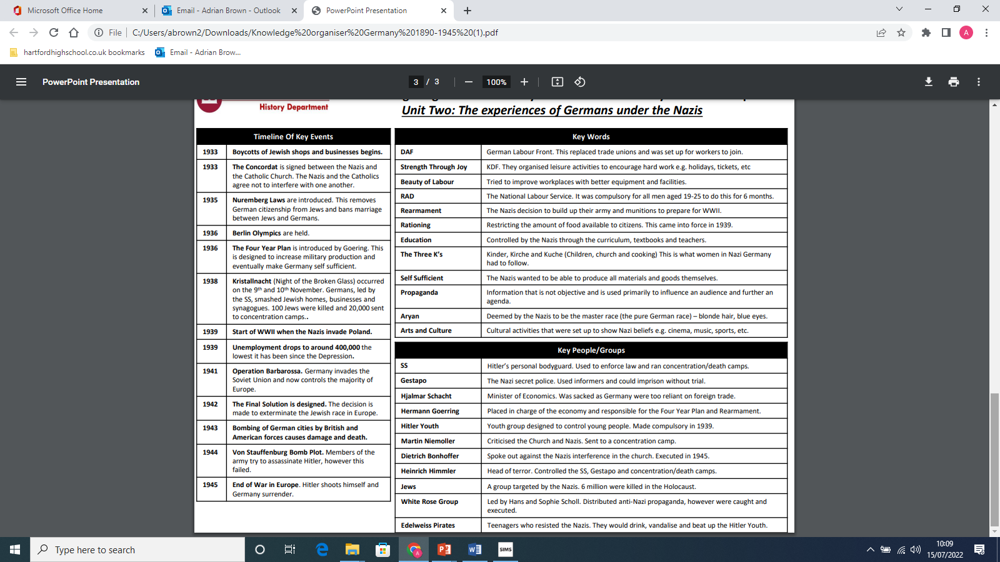 Microsoft Office Home
Email - Adrian Brown - Outlook
PowerPoint Presentation
File
C:/Users/abrown2/Downloads/Knowledge%20organiser%20Germany%201890-1945%20(1).pdf
A
hartfordhighschool.co.uk bookmarks
Email - Adrian Brow...
PowerPoint Presentation
3 / 3
100%
History Department
Unit Two: The experiences of Germans under the Nazis
Timeline Of Key Events
1933 Boycotts of Jewish shops and businesses begins.
1933 The Concordat is signed between the Nazis and
the Catholic Church. The Nazis and the Catholics
agree not to interfere with one another.
1935 Nuremberg Laws are introduced. This removes
German citizenship from Jews and bans marriage
between Jews and Germans.
1936 Berlin Olympics are held.
1936 The Four Year Plan is introduced by Goering. This
is designed to increase military production and
eventually make Germany self sufficient.
1938 Kristallnacht (Night of the Broken Glass) occurred
on the 9th and 10th November. Germans, led by
the SS, smashed Jewish homes, businesses and
synagogues. 100 Jews were killed and 20,000 sent
to concentration camps..
1939 Start of WWII when the Nazis invade Poland.
1939 Unemployment drops to around 400,000 the
lowest it has been since the Depression.
1941 Operation Barbarossa. Germany invades the
Soviet Union and now controls the majority of
Europe.
1942 The Final Solution is designed. The decision is
made to exterminate the Jewish race in Europe.
1943 Bombing of German cities by British and
American forces causes damage and death.
1944 Von Stauffenburg Bomb Plot. Members of the
army try to assassinate Hitler, however this
failed.
1945 End of War in Europe. Hitler shoots himself and
Germany surrender.
Key Words
DAF German Labour Front. This replaced trade unions and was set up for workers to join.
Strength Through Joy KDF. They organised leisure activities to encourage hard work e.g. holidays, tickets, etc
Beauty of Labour Tried to improve workplaces with better equipment and facilities.
RAD The National Labour Service. It was compulsory for all men aged 19-25 to do this for 6 months.
Rearmament The Nazis decision to build up their army and munitions to prepare for WWII.
Rationing Restricting the amount of food available to citizens. This came into force in 1939.
Education Controlled by the Nazis through the curriculum, textbooks and teachers.
The Three K's Kinder, Kirche and Kuche (Children, church and cooking) This is what women in Nazi Germany
had to follow.
Self Sufficient The Nazis wanted to be able to produce all materials and goods themselves.
Propaganda Information that is not objective and is used primarily to influence an audience and further an
agenda.
Aryan Deemed by the Nazis to be the master race (the pure German race) – blonde hair, blue eyes.
Arts and Culture Cultural activities that were set up to show Nazi beliefs e.g. cinema, music, sports, etc.
Key People/Groups
SS Hitler's personal bodyguard. Used to enforce law and ran concentration/death camps.
Gestapo The Nazi secret police. Used informers and could imprison without trial.
Hjalmar Schacht Minister of Economics. Was sacked as Germany were too reliant on foreign trade.
Hermann Goerring Placed in charge of the economy and responsible for the Four Year Plan and Rearmament.
Hitler Youth Youth group designed to control young people. Made compulsory in 1939.
Martin Niemoller Criticised the Church and Nazis. Sent to a concentration camp.
Dietrich Bonhoffer Spoke out against the Nazis interference in the church. Executed in 1945.
Heinrich Himmler Head of terror. Controlled the SS, Gestapo and concentration/death camps.
Jews A group targeted by the Nazis. 6 million were killed in the Holocaust.
White Rose Group Led by Hans and Sophie Scholl. Distributed anti-Nazi propaganda, however were caught and
executed.
Edelweiss Pirates Teenagers who resisted the Nazis. They would drink, vandalise and beat up the Hitler Youth.
Type here to search
SIMS
10:09
15/07/2022